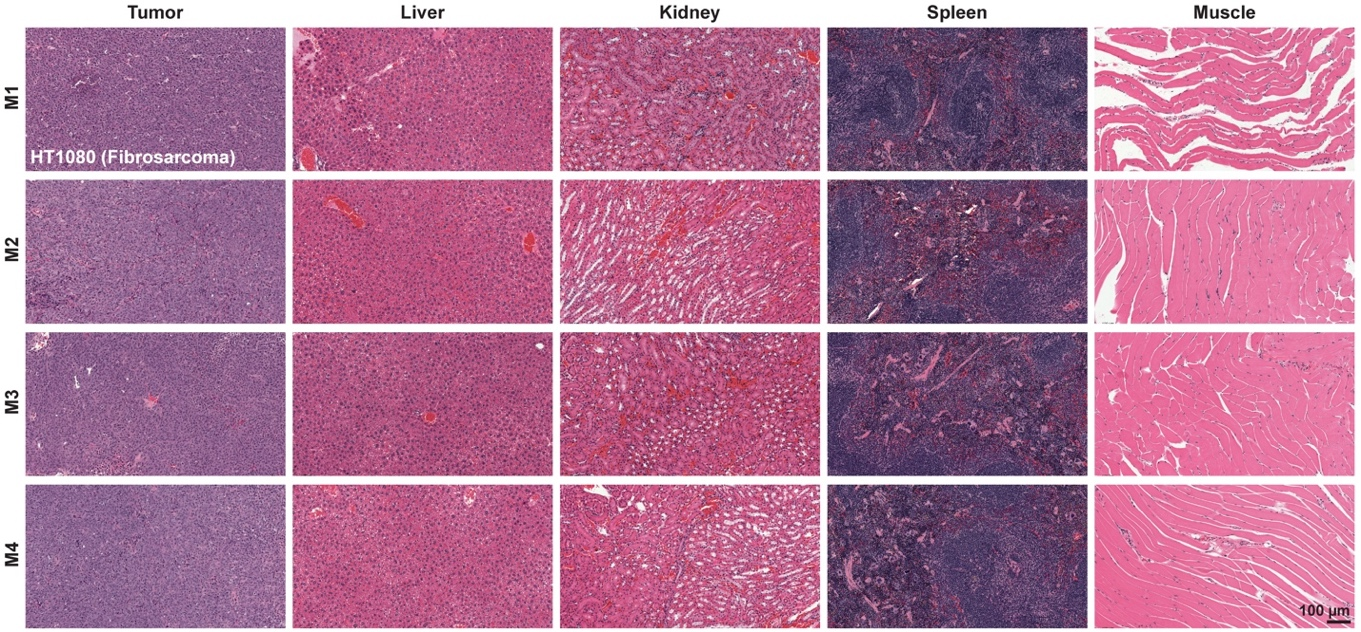 Tumor Liver Kidney Spleen Muscle
M1
HT1080 (Fibrosarcoma)
M2
M3
M4
100 µm